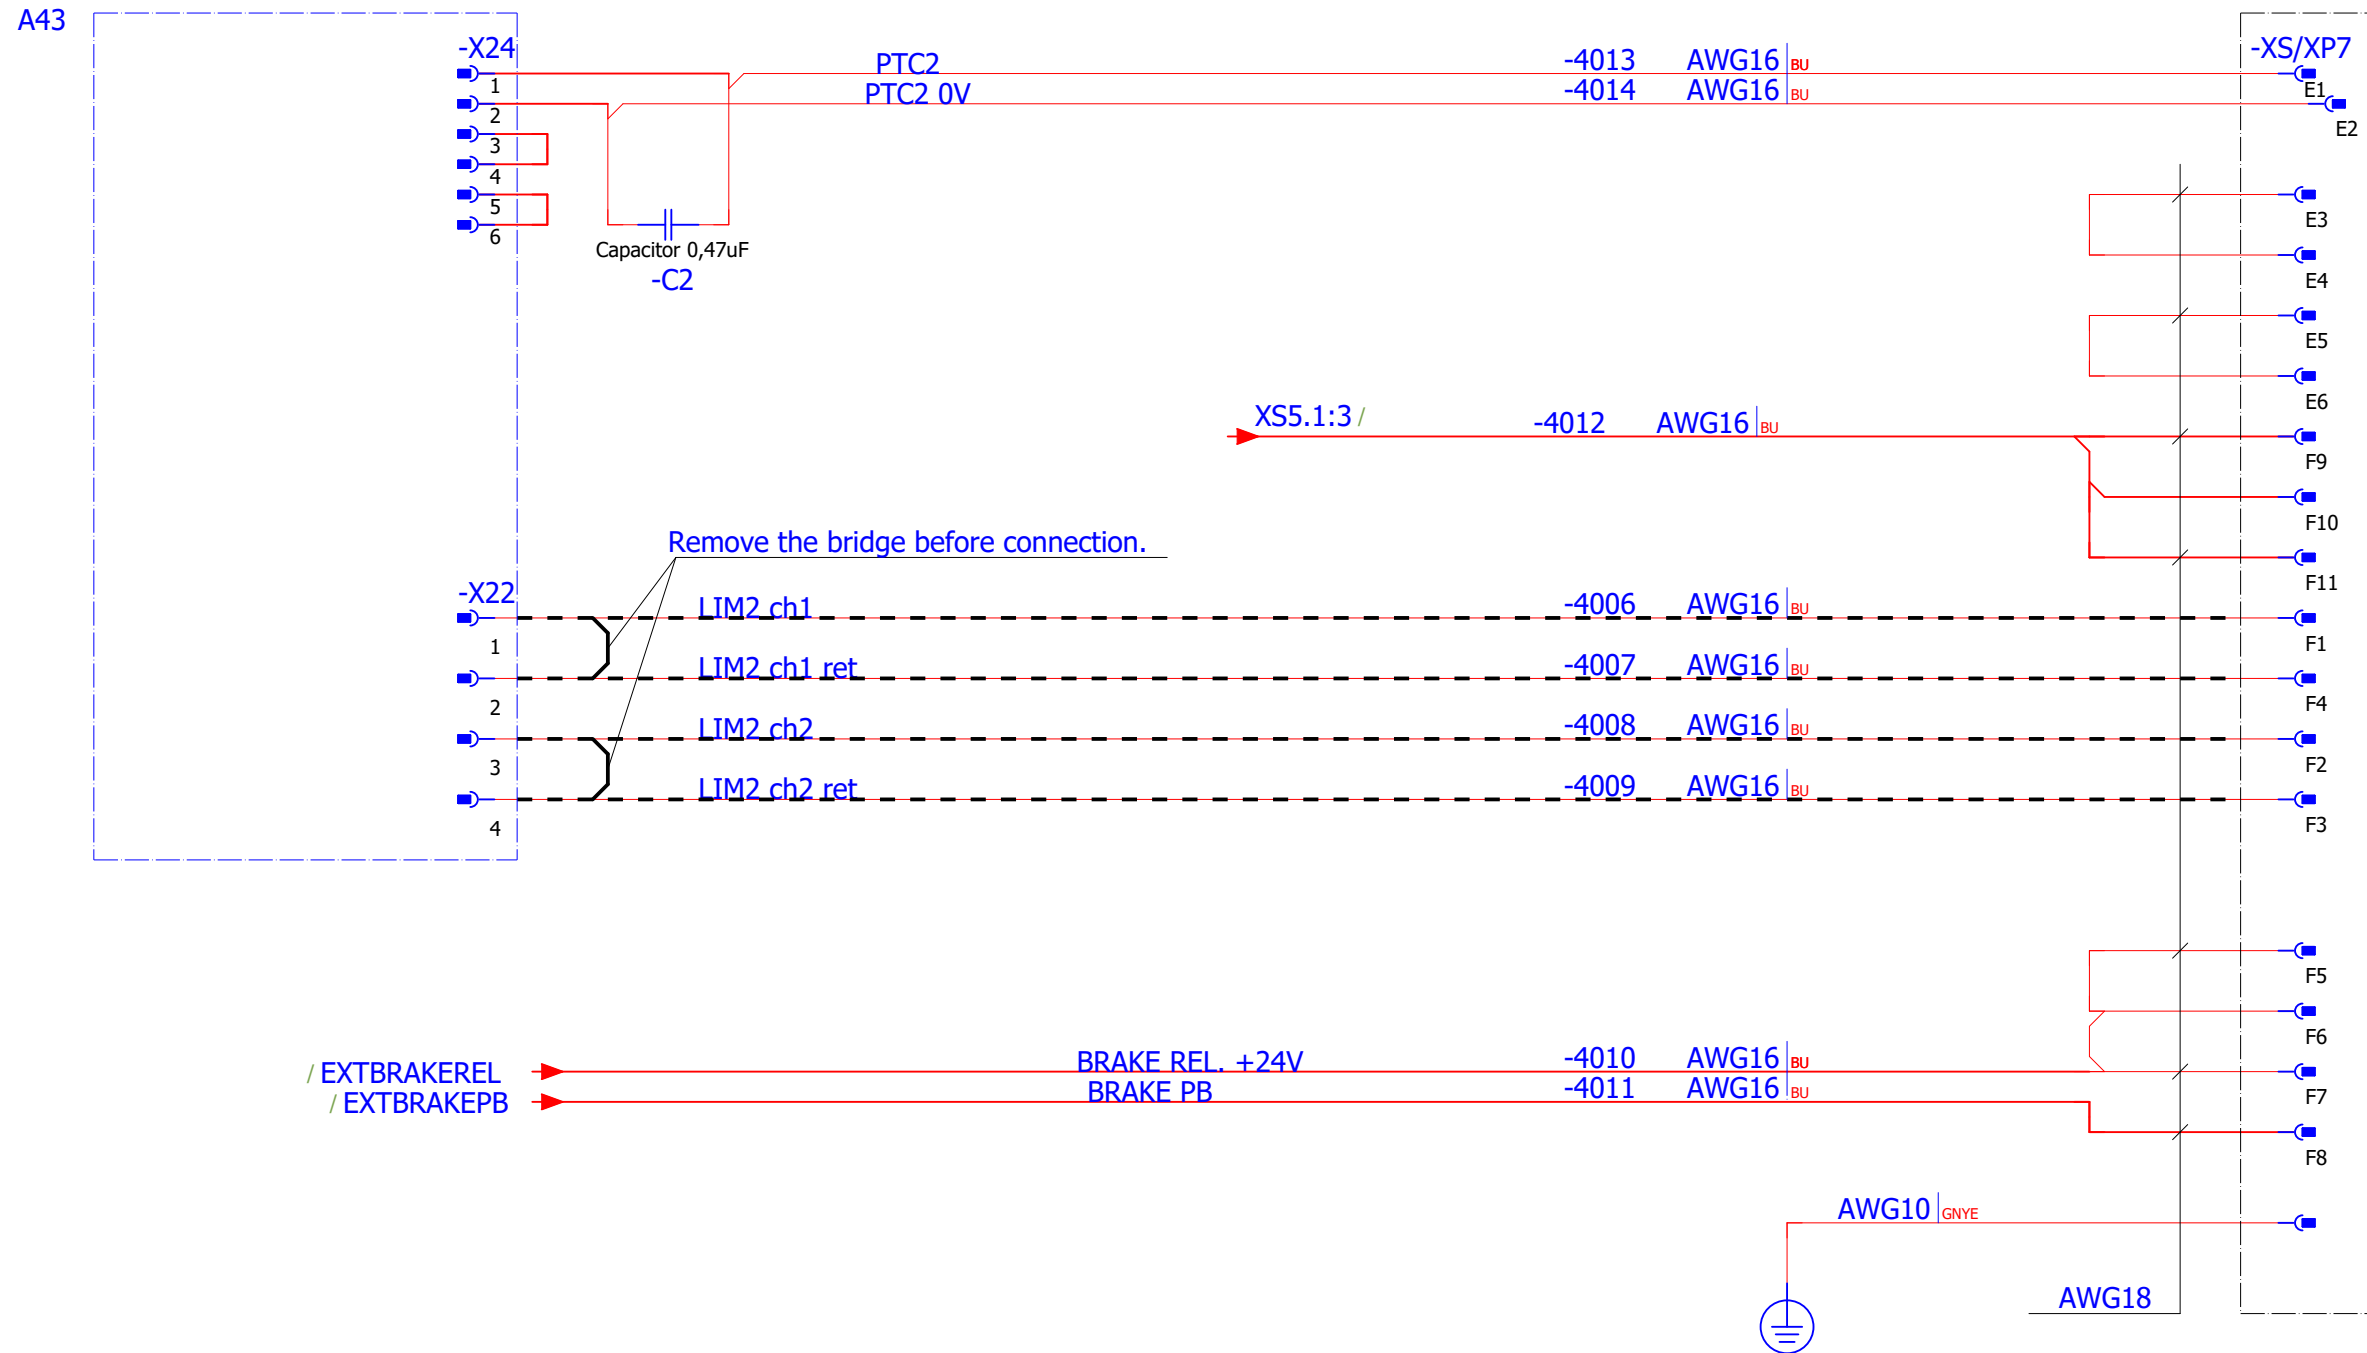 A43
-X24
-XS/XP7
PTC2
-4013 AWG16 BU
1
E1
PTC2 0V
-4014 AWG16 BU
2
E2
3
4
5
6
E3
Capacitor 0,47uF
-C2
E4
E5
E6
XS5.1:3 /
-4012 AWG16 BU
F9
F10
Remove the bridge before connection.
F11
-X22
LIM2 ch1
-4006 AWG16 BU
1
F1
LIM2 ch1 ret
-4007 AWG16 BU
2
F4
LIM2 ch2
-4008 AWG16 BU
3
F2
LIM2 ch2 ret
-4009 AWG16 BU
4
F3
F5
F6
/ EXTBRAKEREL
BRAKE REL. +24V
-4010 AWG16 BU
F7
/ EXTBRAKEPB
BRAKE PB
-4011 AWG16 BU
F8
AWG10 GNYE
AWG18